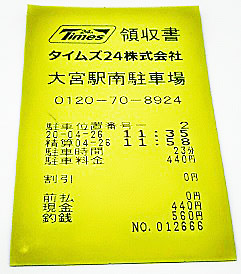 Times 領収書
タイムズ24株式会社
大宮駅南駐車場
0120-70-8924
駐車位置番号- 2
20-04-26 11:35
精算04-26 11:58
駐車時間 23分
駐車料金 440円
割引 0円
前払 0円
現金 440円
釣銭 560円
NO.012666